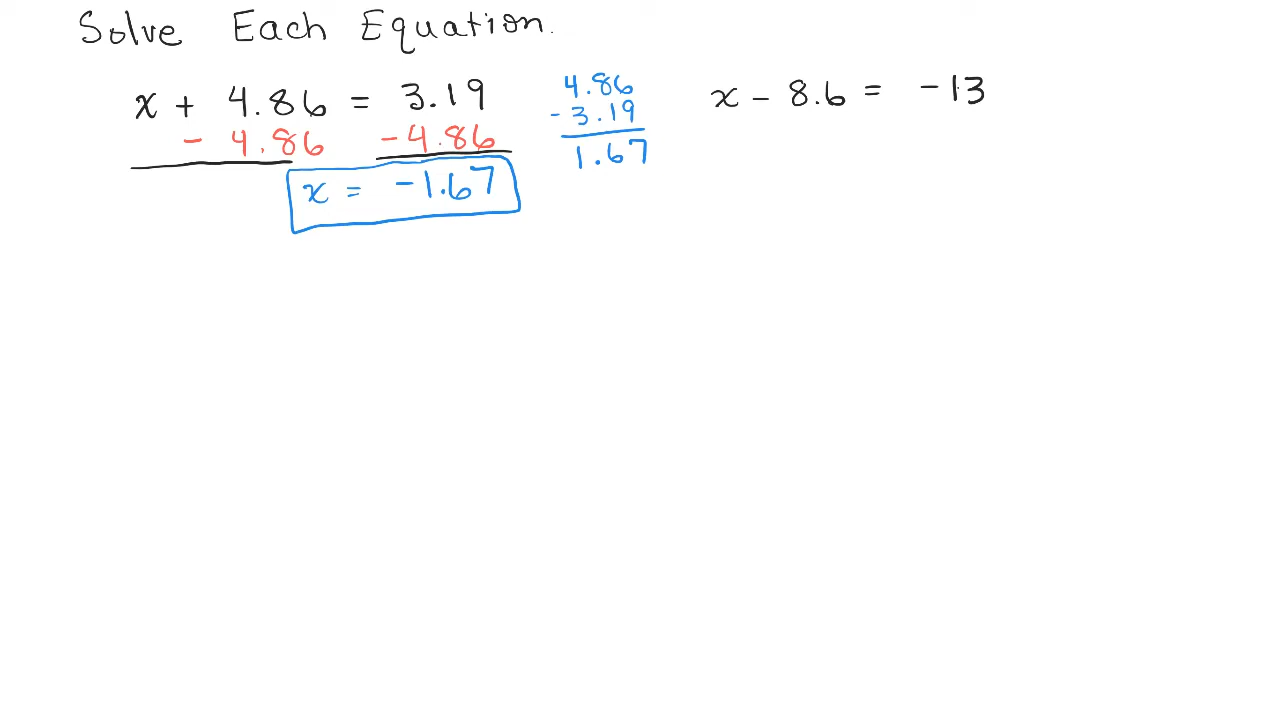 Solve Each Equation.
x + 4.86 = 3.19
- 4.86 -4.86
x = -1.67
4.86
- 3.19
1.67
x - 8.6 = -13